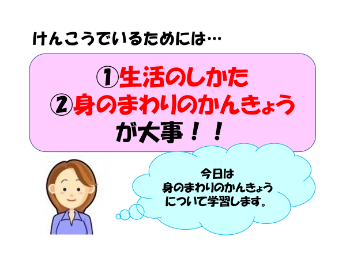 けんこうでいるためには…
①生活のしかた
②身のまわりのかんきょう
が大事！！
今日は
身のまわりのかんきょう
について学習します。